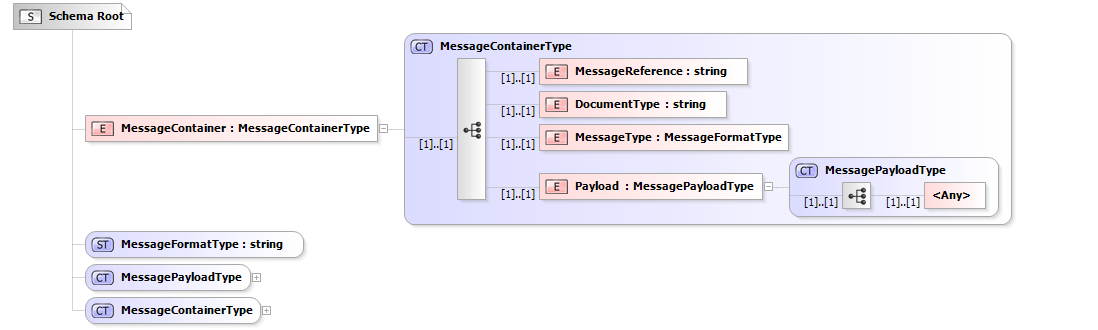 S Schema Root
CT MessageContainerType
E MessageReference : string
[1]..[1]
E DocumentType : string
[1]..[1]
E MessageContainer : MessageContainerType
E MessageType : MessageFormatType
[1]..[1] [1]..[1]
CT MessagePayloadType
E Payload : MessagePayloadType
[1]..[1]
<Any>
[1]..[1] [1]..[1]
ST MessageFormatType : string
CT MessagePayloadType
CT MessageContainerType